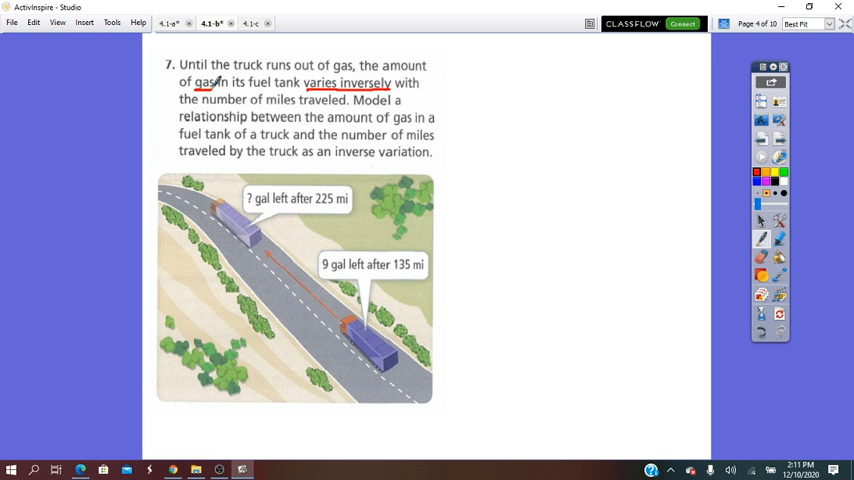 ActivInspire - Studio
File Edit View Insert Tools Help
4.1-a* 4.1-b* 4.1-c
CLASSFLOW Connect
Page 4 of 10 Best Fit
7. Until the truck runs out of gas, the amount
of gas in its fuel tank varies inversely with
the number of miles traveled. Model a
relationship between the amount of gas in a
fuel tank of a truck and the number of miles
traveled by the truck as an inverse variation.
? gal left after 225 mi
9 gal left after 135 mi
2:11 PM
12/10/2020